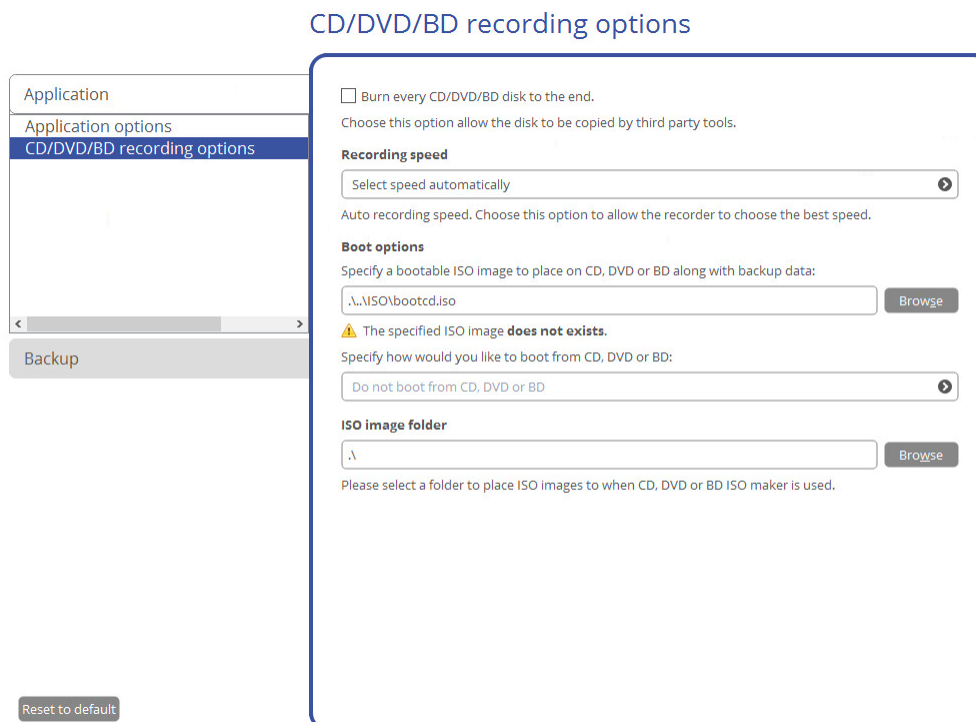 CD/DVD/BD recording options
Application
Application options
CD/DVD/BD recording options
Backup
Reset to default
Burn every CD/DVD/BD disk to the end.
Choose this option allow the disk to be copied by third party tools.
Recording speed
Select speed automatically
Auto recording speed. Choose this option to allow the recorder to choose the best speed.
Boot options
Specify a bootable ISO image to place on CD, DVD or BD along with backup data:
.\..\ISO\bootcd.iso
Browse
The specified ISO image does not exists.
Specify how would you like to boot from CD, DVD or BD:
Do not boot from CD, DVD or BD
ISO image folder
.\
Browse
Please select a folder to place ISO images to when CD, DVD or BD ISO maker is used.